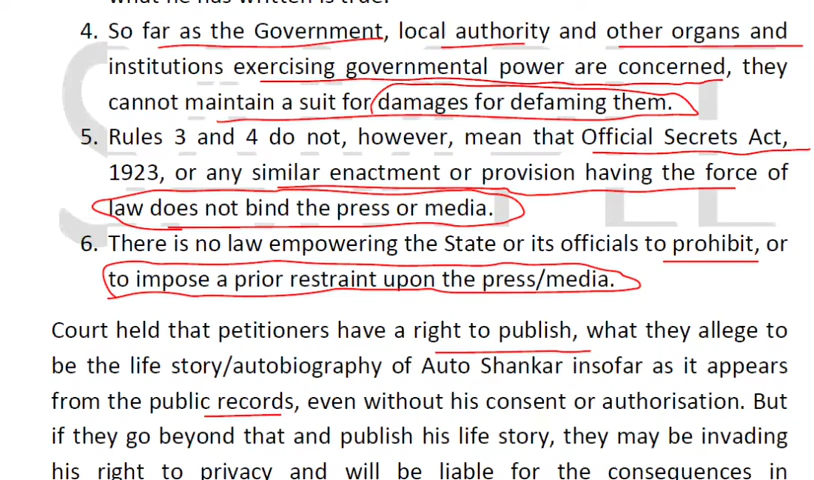 what he has written is true.
4. So far as the Government, local authority and other organs and
institutions exercising governmental power are concerned, they
cannot maintain a suit for damages for defaming them.
5. Rules 3 and 4 do not, however, mean that Official Secrets Act,
1923, or any similar enactment or provision having the force of
law does not bind the press or media.
6. There is no law empowering the State or its officials to prohibit, or
to impose a prior restraint upon the press/media.
Court held that petitioners have a right to publish, what they allege to
be the life story/autobiography of Auto Shankar insofar as it appears
from the public records, even without his consent or authorisation. But
if they go beyond that and publish his life story, they may be invading
his right to privacy and will be liable for the consequences in